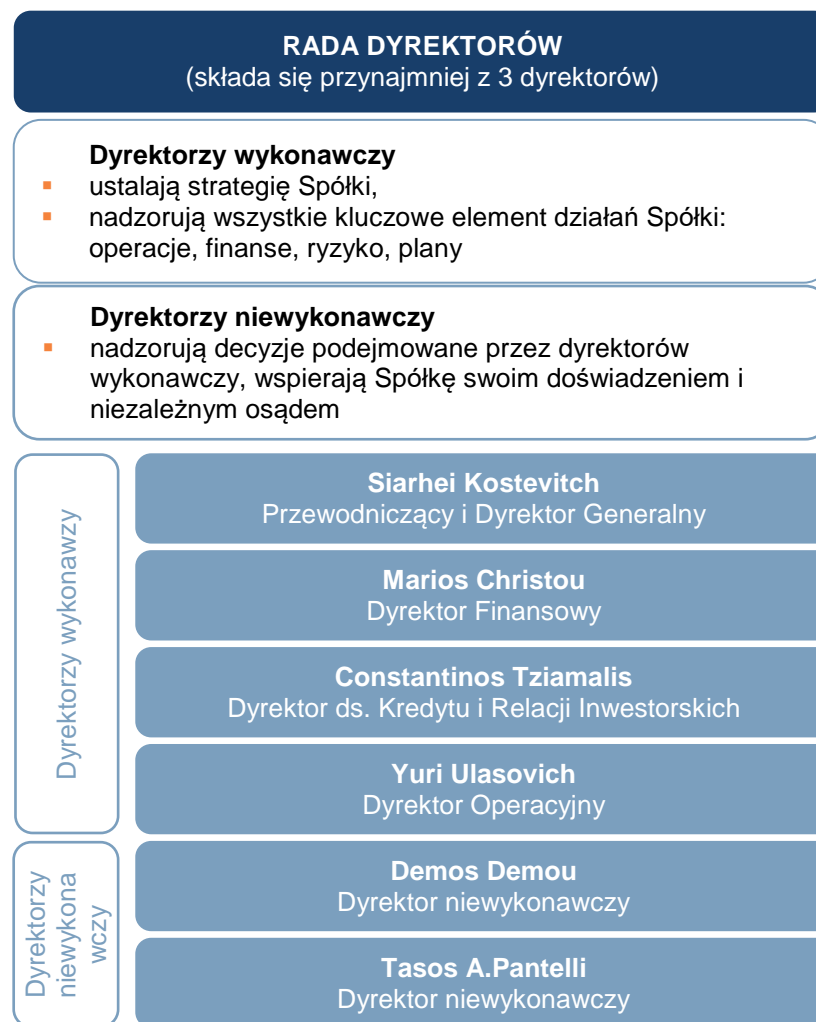 RADA DYREKTORÓW
(składa się przynajmniej z 3 dyrektorów)
Dyrektorzy wykonawczy
▪ ustalają strategię Spółki,
▪ nadzorują wszystkie kluczowe element działań Spółki:
operacje, finanse, ryzyko, plany
Dyrektorzy niewykonawczy
▪ nadzorują decyzje podejmowane przez dyrektorów
wykonawczy, wspierają Spółkę swoim doświadzeniem i
niezależnym osądem
Dyrektorzy wykonawzy
Siarhei Kostevitch
Przewodniczący i Dyrektor Generalny
Marios Christou
Dyrektor Finansowy
Constantinos Tziamalis
Dyrektor ds. Kredytu i Relacji Inwestorskich
Yuri Ulasovich
Dyrektor Operacyjny
Dyrektorzy
niewykona
wczy
Demos Demou
Dyrektor niewykonawczy
Tasos A.Pantelli
Dyrektor niewykonawczy